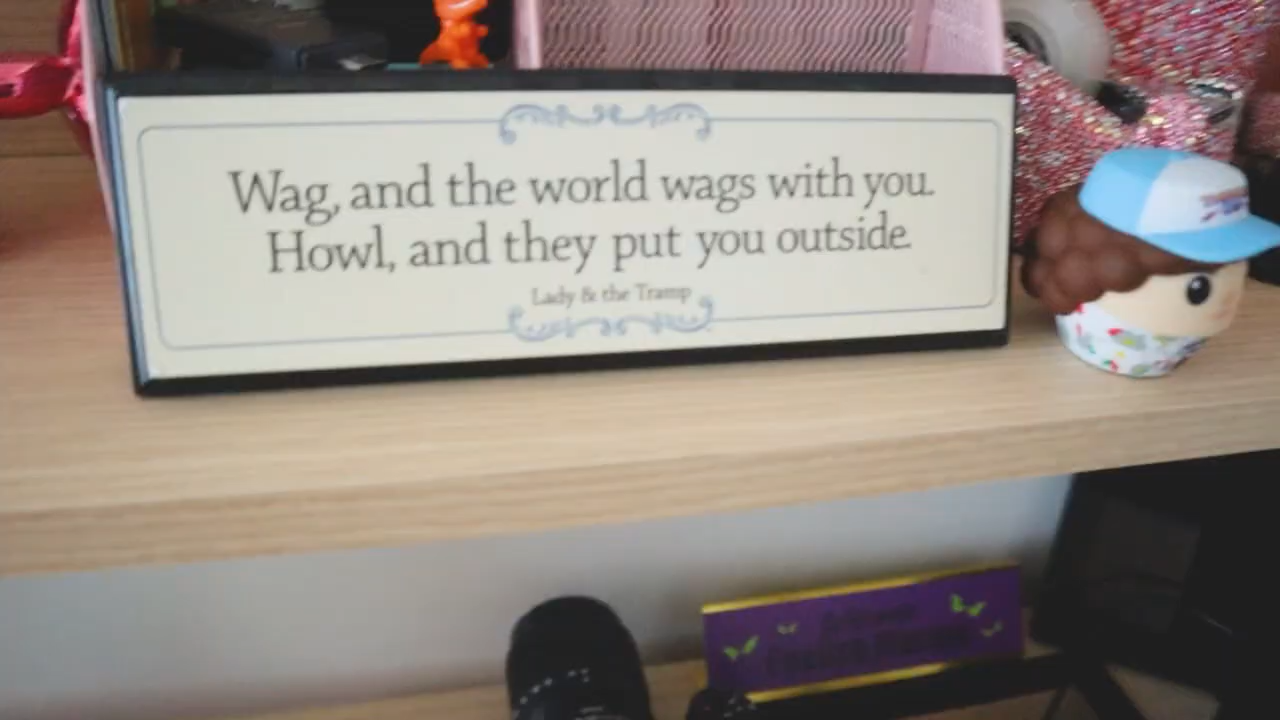 Wag, and the world wags with you.
Howl, and they put you outside.
Lady & the Tramp